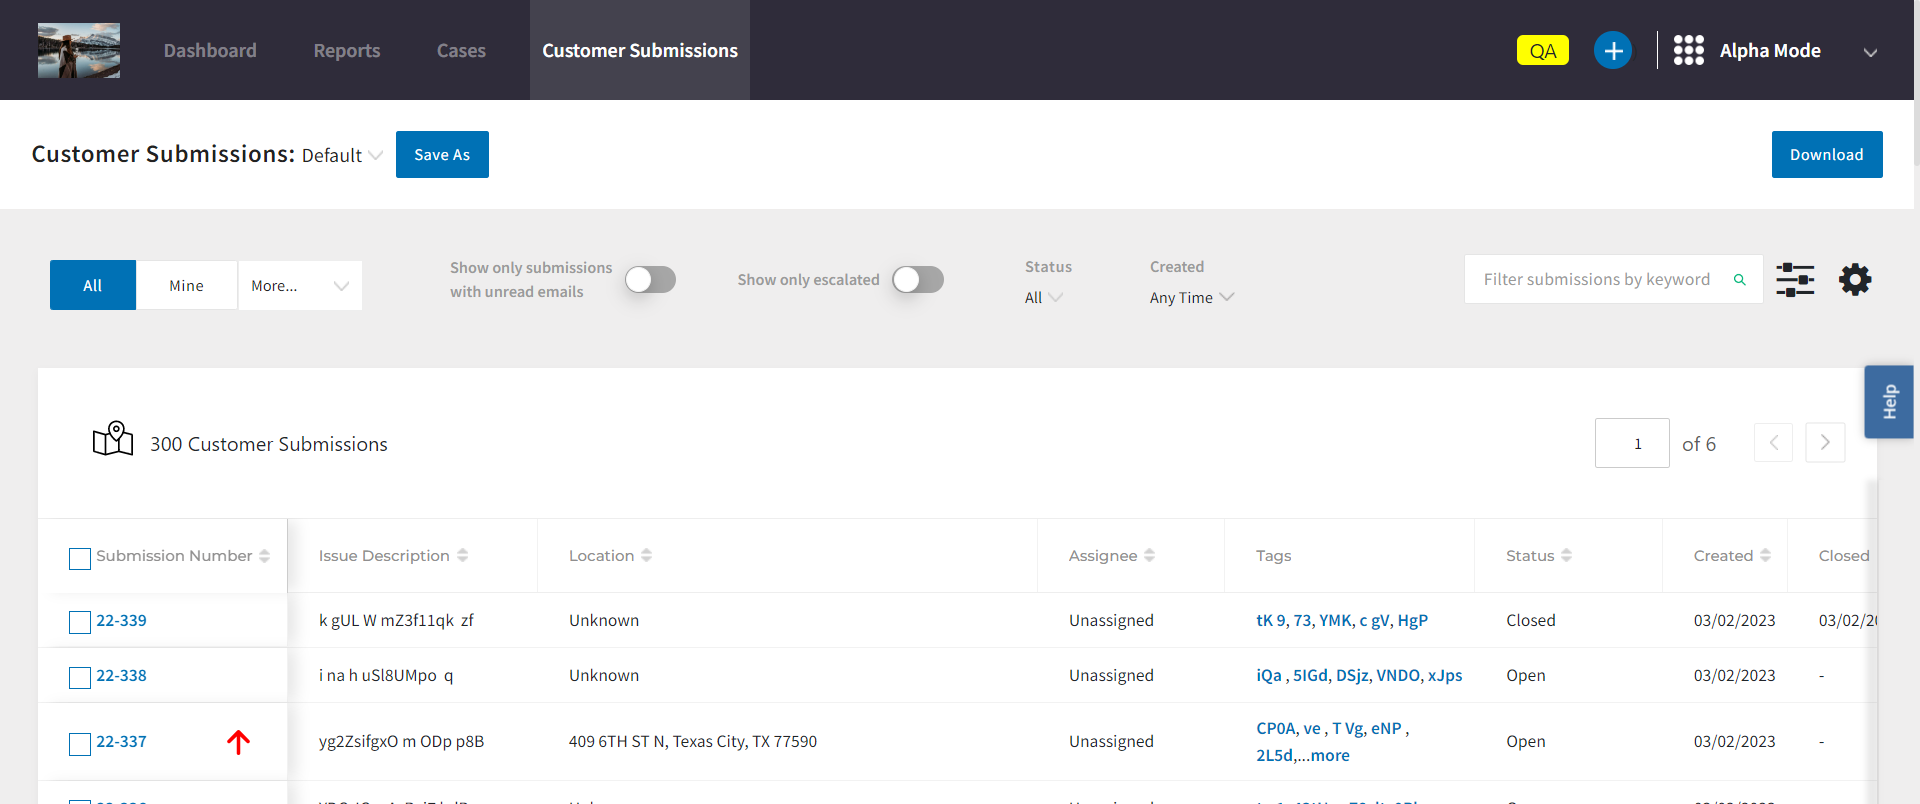 Dashboard
Reports
Cases
Customer Submissions
QA
Alpha Mode
Customer Submissions: Default
Save As
Download
All
Mine
More...
Show only submissions
with unread emails
Show only escalated
Status
All
Created
Any Time
Filter submissions by keyword
Help
300 Customer Submissions
1
of 6
Submission Number
Issue Description
Location
Assignee
Tags
Status
Created
Closed
22-339
k gUL W mZ3f11qk zf
Unknown
Unassigned
tK 9, 73, YMK, c gV, HgP
Closed
03/02/2023
22-338
i na h uSl8UMpo q
Unknown
Unassigned
iQa , 5IGd, DSjz, VNDO, xJps
Open
03/02/2023
-
22-337
yg2ZsifgxO m ODp p8B
409 6TH ST N, Texas City, TX 77590
Unassigned
CP0A, ve , T Vg, eNP ,
2L5d,...more
Open
03/02/2023
-